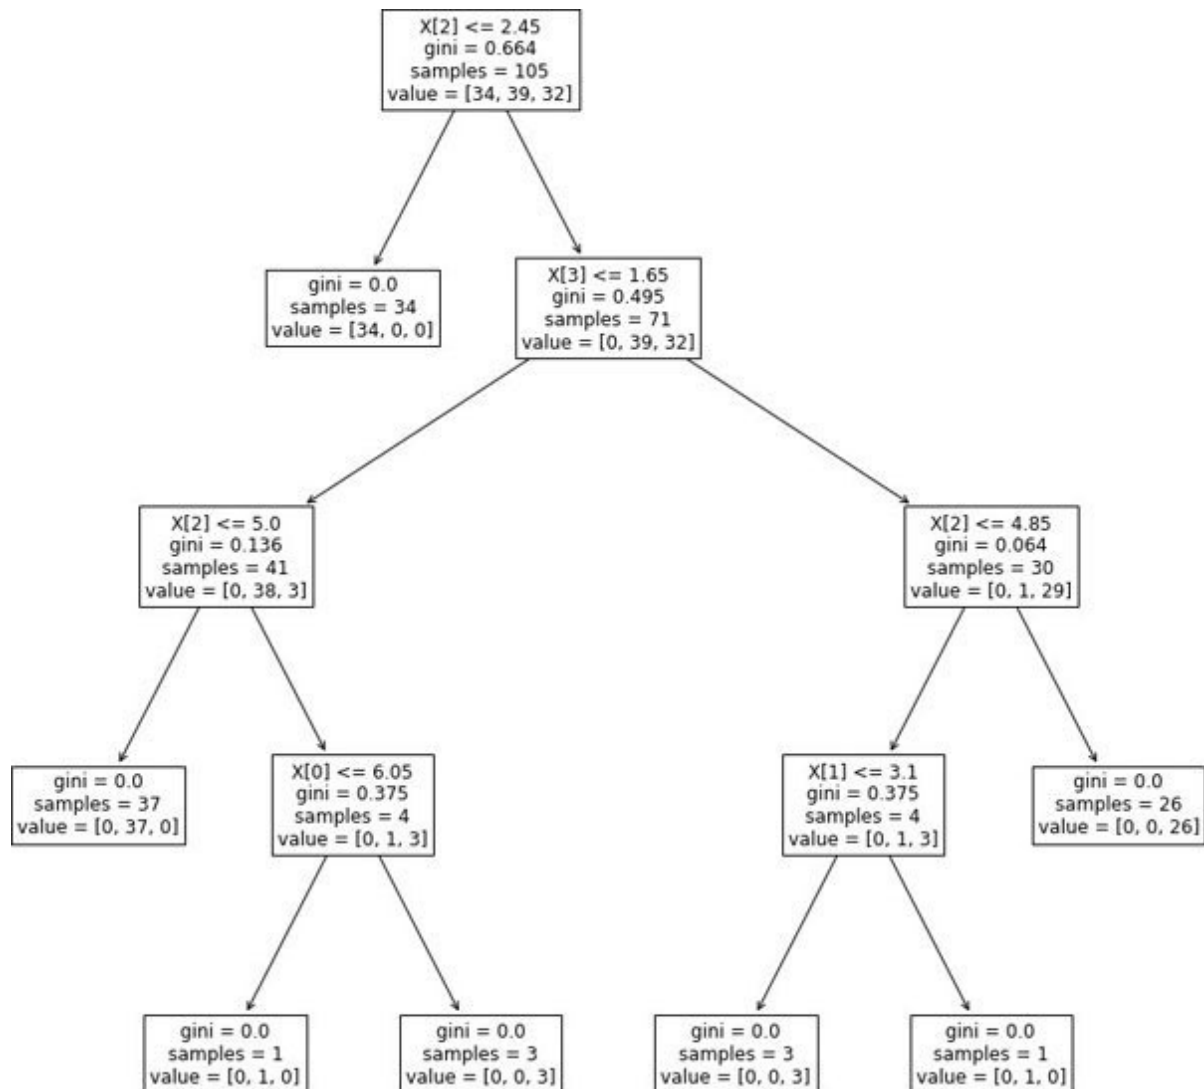 X[2] <= 2.45
gini = 0.664
samples = 105
value = [34, 39, 32]
gini = 0.0
samples = 34
value = [34, 0, 0]
X[3] <= 1.65
gini = 0.495
samples = 71
value = [0, 39, 32]
X[2] <= 5.0
gini = 0.136
samples = 41
value = [0, 38, 3]
X[2] <= 4.85
gini = 0.064
samples = 30
value = [0, 1, 29]
gini = 0.0
samples = 37
value = [0, 37, 0]
X[0] <= 6.05
gini = 0.375
samples = 4
value = [0, 1, 3]
X[1] <= 3.1
gini = 0.375
samples = 4
value = [0, 1, 3]
gini = 0.0
samples = 26
value = [0, 0, 26]
gini = 0.0
samples = 1
value = [0, 1, 0]
gini = 0.0
samples = 3
value = [0, 0, 3]
gini = 0.0
samples = 3
value = [0, 0, 3]
gini = 0.0
samples = 1
value = [0, 1, 0]